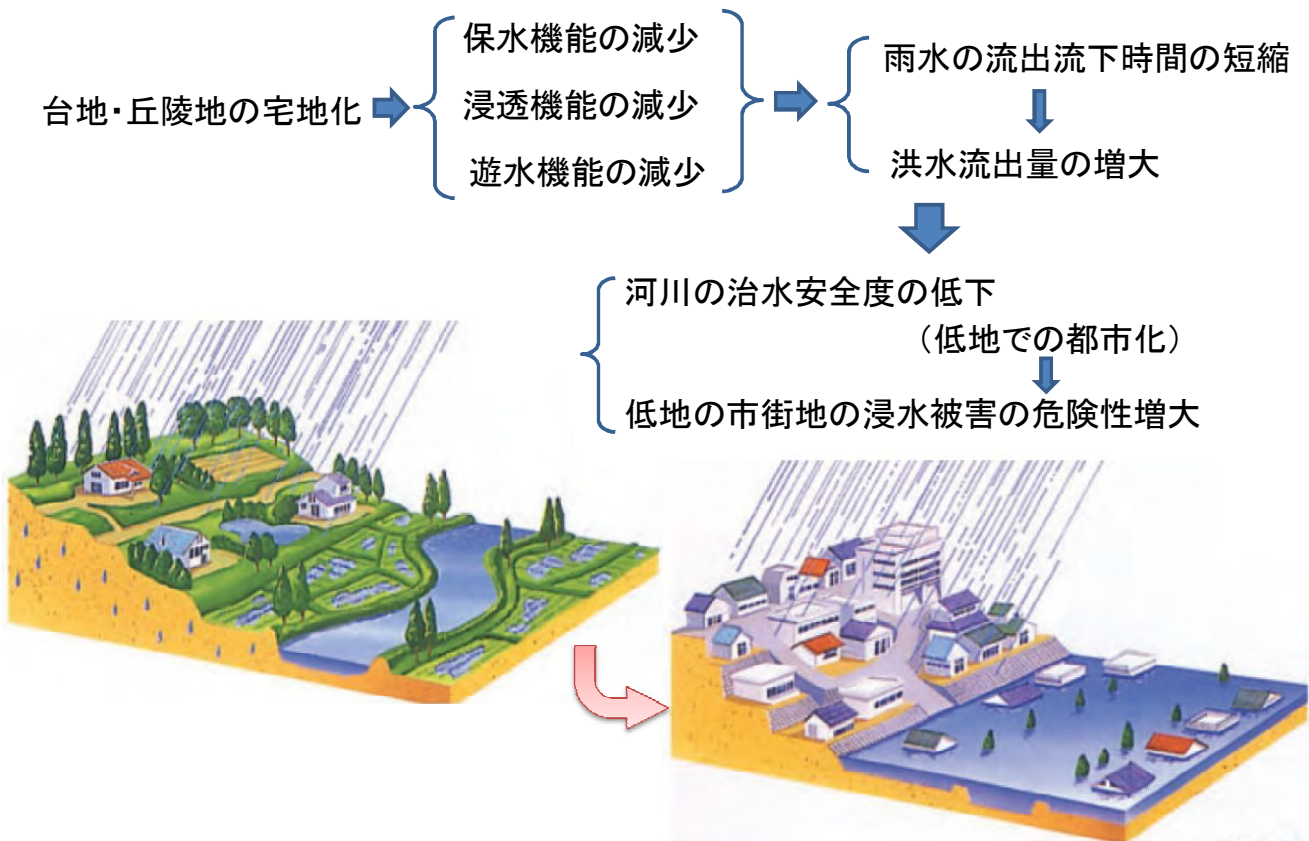 台地・丘陵地の宅地化
保水機能の減少
浸透機能の減少
遊水機能の減少
雨水の流出流下時間の短縮
洪水流出量の増大
河川の治水安全度の低下
（低地での都市化）
低地の市街地の浸水被害の危険性増大